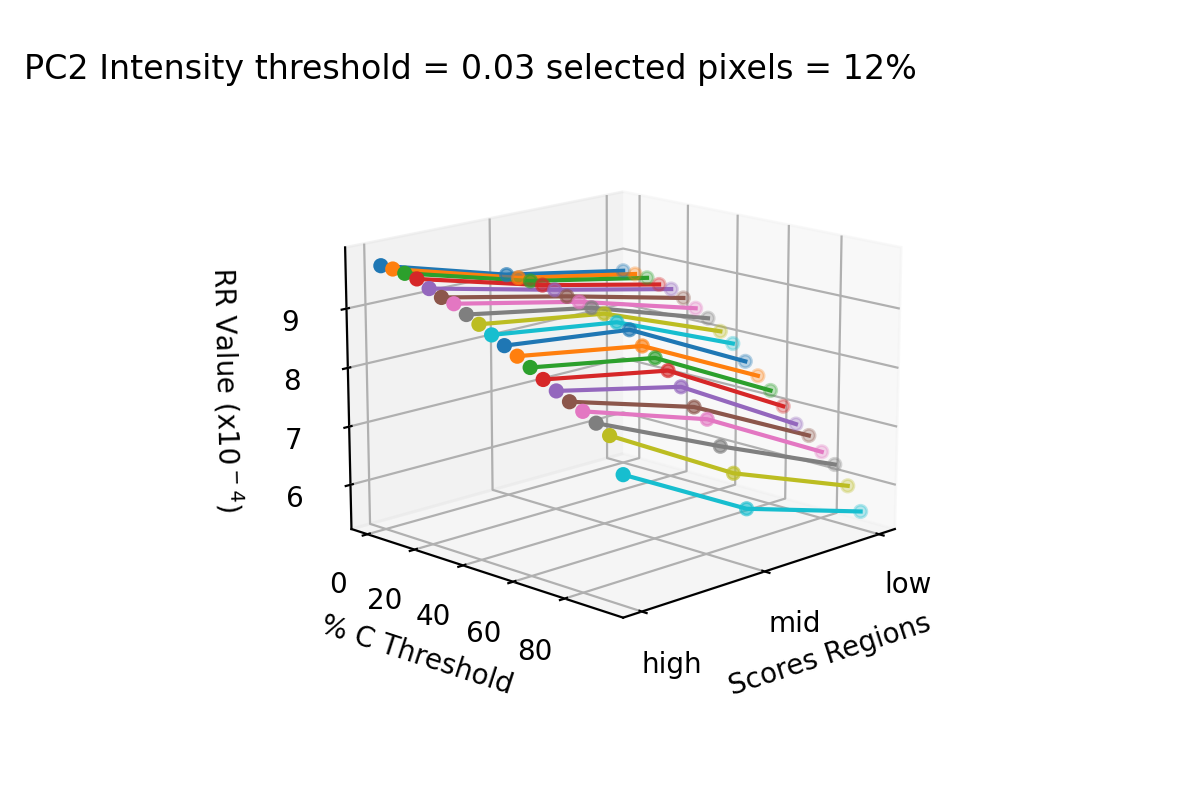 PC2 Intensity threshold = 0.03 selected pixels = 12%
RR Value (x10⁻⁴)
9
8
7
6
0
20
40
60
80
% C Threshold
high
mid
low
Scores Regions